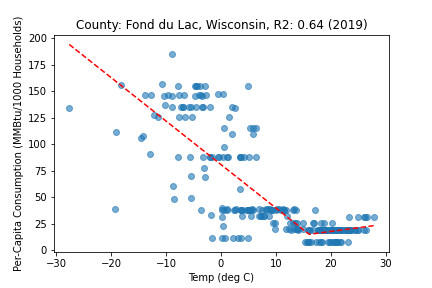 County: Fond du Lac, Wisconsin, R2: 0.64 (2019)
Per-Capita Consumption (MMBtu/1000 Households)
200
175
150
125
100
75
50
25
0
−30 −20 −10 0 10 20 30
Temp (deg C)